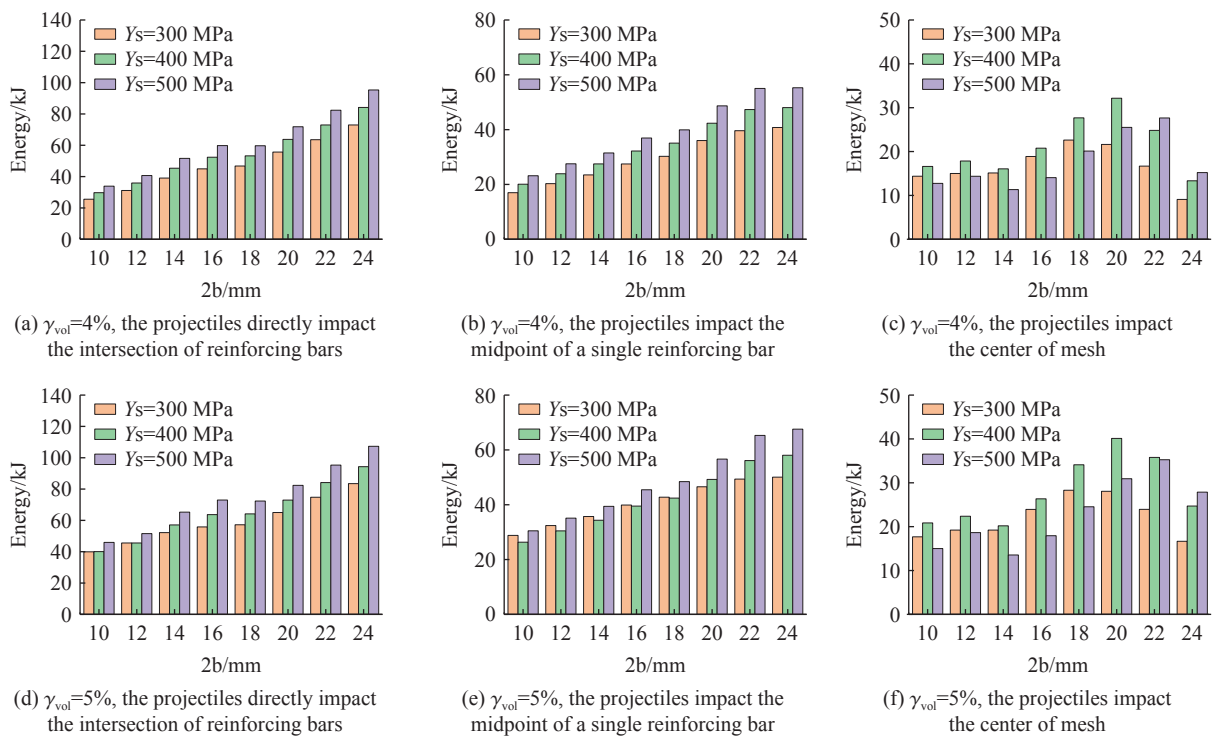 140
120
100
80
60
40
20
0
Energy/kJ
Ys=300 MPa
Ys=400 MPa
Ys=500 MPa
10 12 14 16 18 20 22 24
2b/mm
(a) γvol=4%, the projectiles directly impact
the intersection of reinforcing bars
80
60
40
20
0
Energy/kJ
Ys=300 MPa
Ys=400 MPa
Ys=500 MPa
10 12 14 16 18 20 22 24
2b/mm
(b) γvol=4%, the projectiles impact the
midpoint of a single reinforcing bar
50
40
30
20
10
0
Energy/kJ
Ys=300 MPa
Ys=400 MPa
Ys=500 MPa
10 12 14 16 18 20 22 24
2b/mm
(c) γvol=4%, the projectiles impact
the center of mesh
140
120
100
80
60
40
20
0
Energy/kJ
Ys=300 MPa
Ys=400 MPa
Ys=500 MPa
10 12 14 16 18 20 22 24
2b/mm
(d) γvol=5%, the projectiles directly impact
the intersection of reinforcing bars
80
60
40
20
0
Energy/kJ
Ys=300 MPa
Ys=400 MPa
Ys=500 MPa
10 12 14 16 18 20 22 24
2b/mm
(e) γvol=5%, the projectiles impact the
midpoint of a single reinforcing bar
50
40
30
20
10
0
Energy/kJ
Ys=300 MPa
Ys=400 MPa
Ys=500 MPa
10 12 14 16 18 20 22 24
2b/mm
(f) γvol=5%, the projectiles impact
the center of mesh